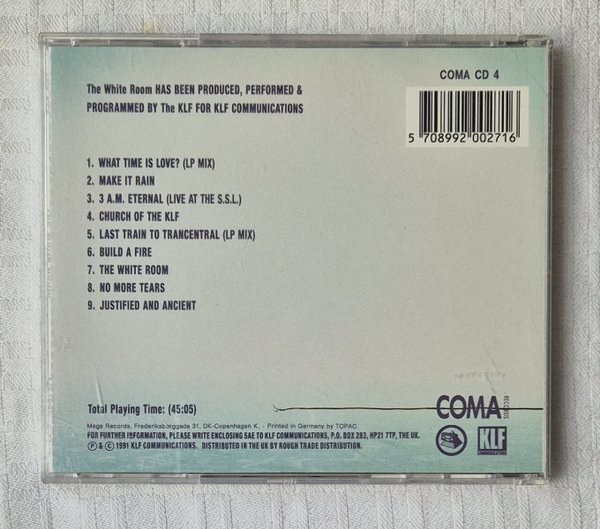 COMA CD 4
The White Room HAS BEEN PRODUCED, PERFORMED &
PROGRAMMED BY The KLF FOR KLF COMMUNICATIONS
5 708992 002716
1. WHAT TIME IS LOVE? (LP MIX)
2. MAKE IT RAIN
3. 3 A.M. ETERNAL (LIVE AT THE S.S.L.)
4. CHURCH OF THE KLF
5. LAST TRAIN TO TRANCENTRAL (LP MIX)
6. BUILD A FIRE
7. THE WHITE ROOM
8. NO MORE TEARS
9. JUSTIFIED AND ANCIENT
Total Playing Time: (45:05)
COMA
RECORDS
Mega Records, Frederiksborggade 31, DK-Copenhagen K. · Printed in Germany by TOPAC
FOR FURTHER INFORMATION, PLEASE WRITE ENCLOSING SAE TO KLF COMMUNICATIONS, P.O. BOX 283, HP21 7TP, THE UK.
Ⓟ & © 1991 KLF COMMUNICATIONS. DISTRIBUTED IN THE UK BY ROUGH TRADE DISTRIBUTION.
KLF
COMMUNICATIONS